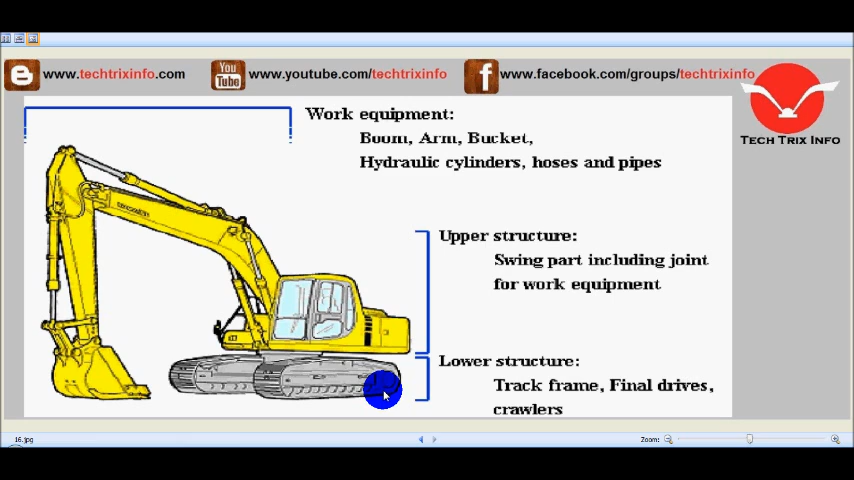 www.techtrixinfo.com
You
Tube
www.youtube.com/techtrixinfo
f
www.facebook.com/groups/techtrixinfo
TECH TRIX INFO
Work equipment:
Boom, Arm, Bucket,
Hydraulic cylinders, hoses and pipes
Upper structure:
Swing part including joint
for work equipment
Lower structure:
Track frame, Final drives,
crawlers
16.jpg
Zoom: